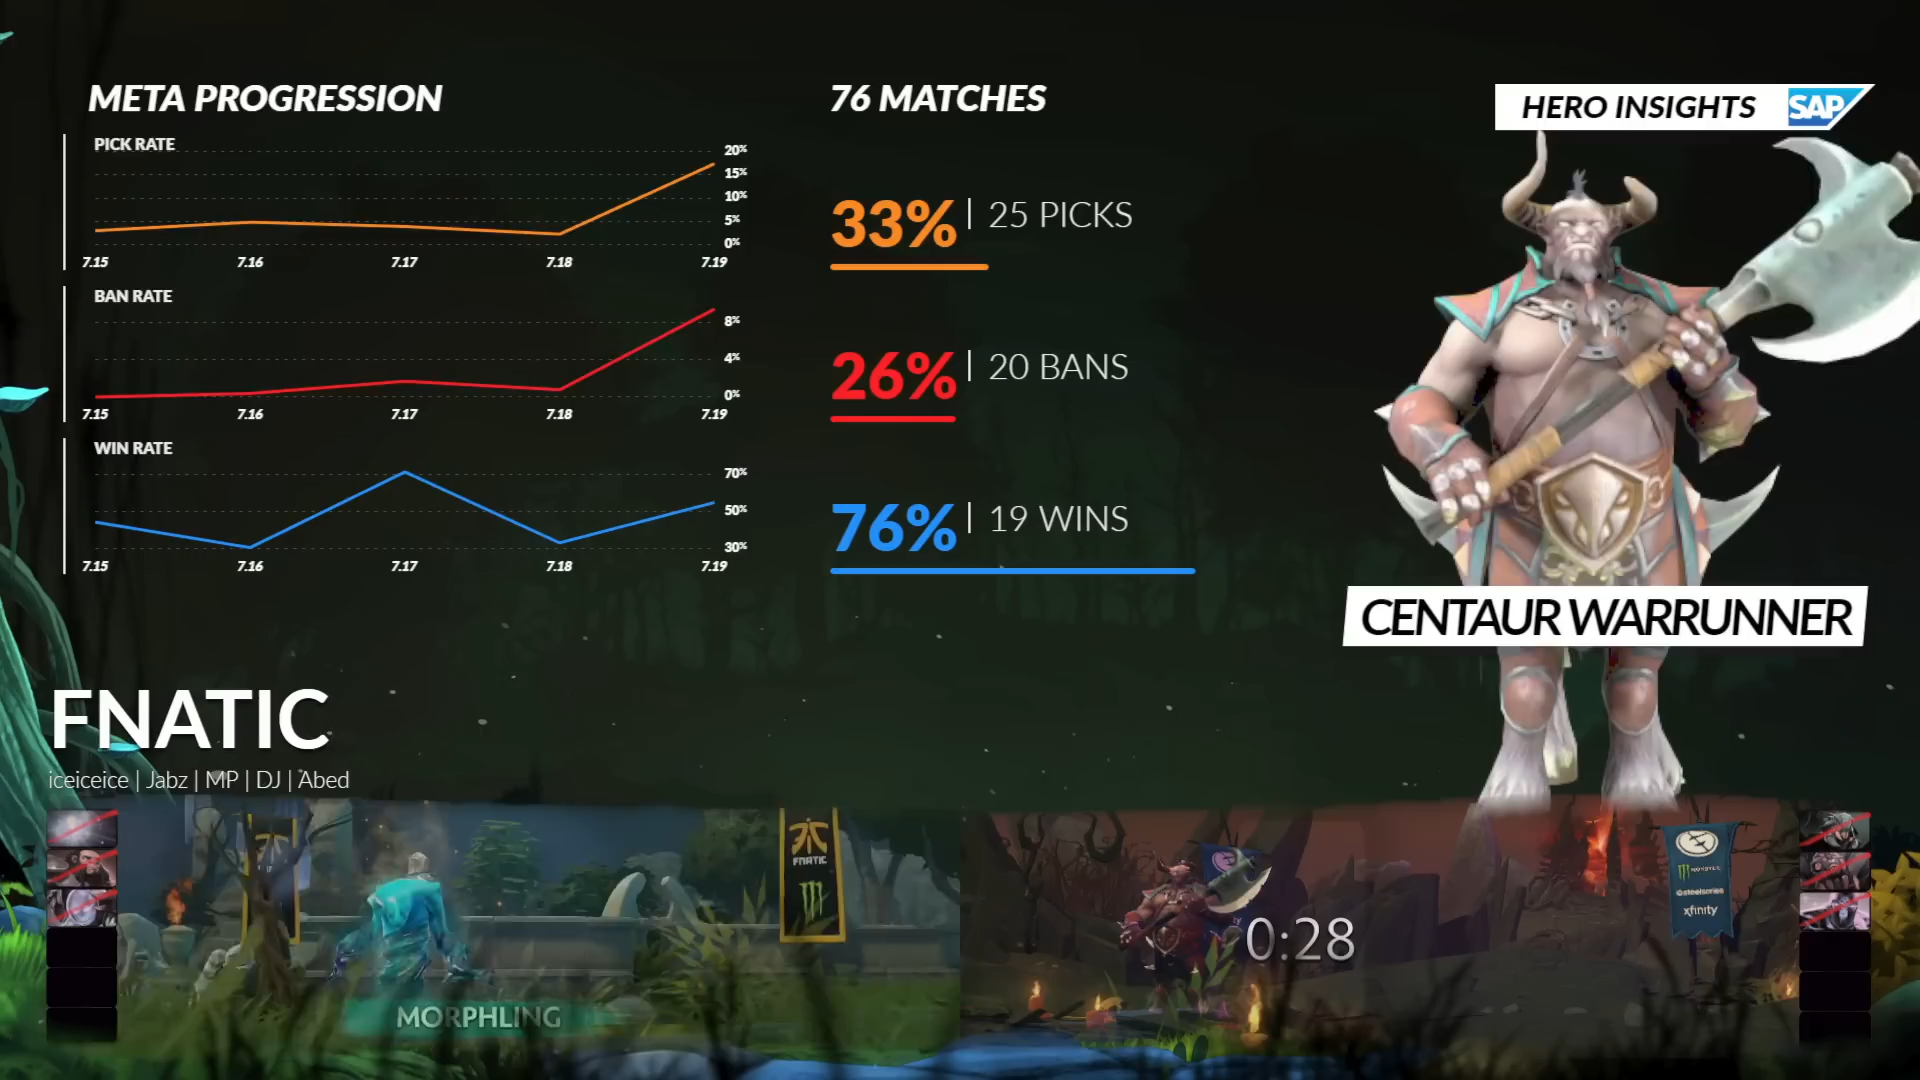 META PROGRESSION
PICK RATE
20%
15%
10%
5%
0%
7.15 7.16 7.17 7.18 7.19
BAN RATE
8%
4%
0%
7.15 7.16 7.17 7.18 7.19
WIN RATE
70%
50%
30%
7.15 7.16 7.17 7.18 7.19
76 MATCHES
33% | 25 PICKS
26% | 20 BANS
76% | 19 WINS
HERO INSIGHTS SAP
CENTAUR WARRUNNER
FNATIC
iceiceice | Jabz | MP | DJ | Abed
FNATIC
MORPHLING
0:28
steelseries
xfinity